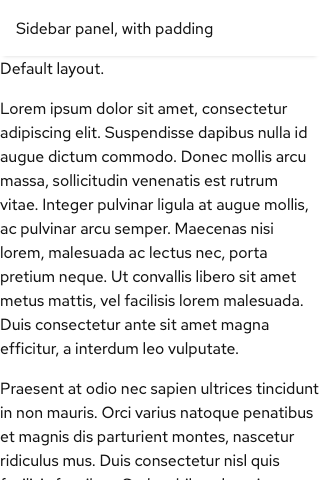 Sidebar panel, with padding
Default layout.
Lorem ipsum dolor sit amet, consectetur
adipiscing elit. Suspendisse dapibus nulla id
augue dictum commodo. Donec mollis arcu
massa, sollicitudin venenatis est rutrum
vitae. Integer pulvinar ligula at augue mollis,
ac pulvinar arcu semper. Maecenas nisi
lorem, malesuada ac lectus nec, porta
pretium neque. Ut convallis libero sit amet
metus mattis, vel facilisis lorem malesuada.
Duis consectetur ante sit amet magna
efficitur, a interdum leo vulputate.
Praesent at odio nec sapien ultrices tincidunt
in non mauris. Orci varius natoque penatibus
et magnis dis parturient montes, nascetur
ridiculus mus. Duis consectetur nisl quis